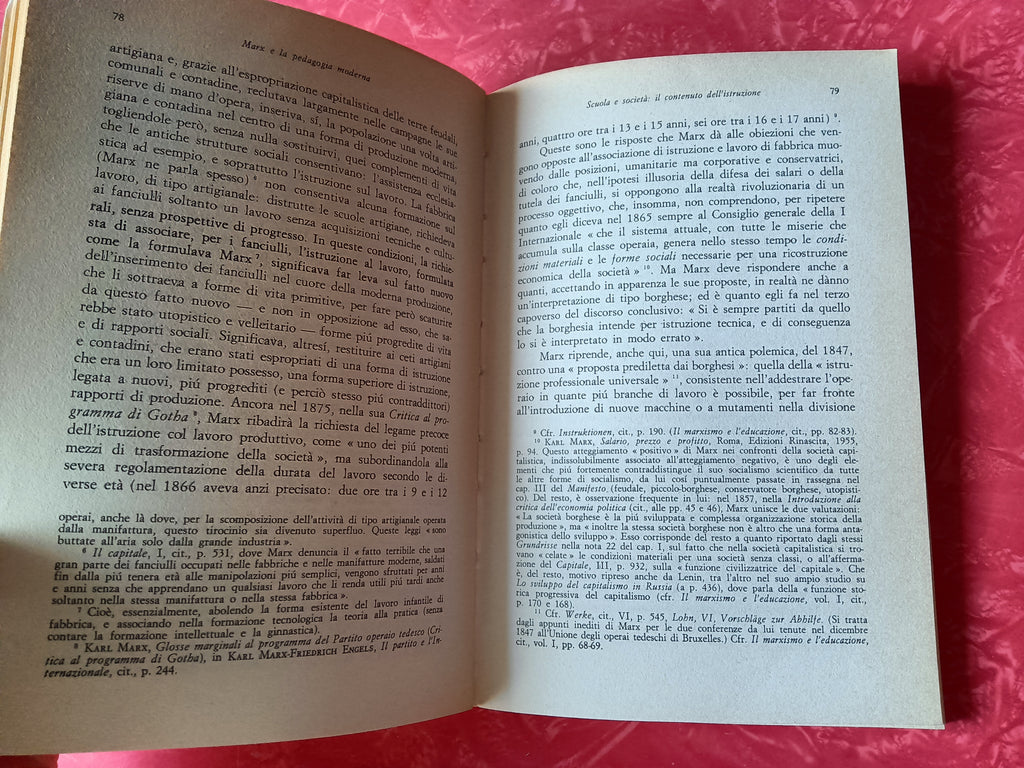 78
Marx e la pedagogia moderna
artigiana e, grazie all'espropriazione capitalistica delle terre feudali,
comunali e contadine, reclutava largamente nelle campagne le sue
riserve di mano d'opera, inseriva, sí, la popolazione una volta arti-
giana e contadina nel centro di una forma di produzione moderna,
togliendole però, senza nulla sostituirvi, quei complementi di vita
che le antiche strutture sociali consentivano: l'assistenza ecclesia-
stica ad esempio, e soprattutto l'istruzione sul lavoro. La fabbrica
(Marx ne parla spesso) 6 non consentiva alcuna formazione sul
lavoro, di tipo artigianale: distrutte le scuole artigiane, richiedeva
ai fanciulli soltanto un lavoro senza acquisizioni tecniche e cultu-
rali, senza prospettive di progresso. In queste condizioni, la richie-
sta di associare, per i fanciulli, l'istruzione al lavoro, formulata
come la formulava Marx 7, significava far leva sul fatto nuovo
dell'inserimento dei fanciulli nel cuore della moderna produzione,
che li sottraeva a forme di vita primitive, per far però scaturire
da questo fatto nuovo — e non in opposizione ad esso, che sa-
rebbe stato utopistico e velleitario — forme piú progredite di vita
e di rapporti sociali. Significava, altresí, restituire ai ceti artigiani
e contadini, che erano stati espropriati di una forma di istruzione
che era un loro limitato possesso, una forma superiore di istruzione,
legata a nuovi, piú progrediti (e perciò stesso piú contraddittori)
rapporti di produzione. Ancora nel 1875, nella sua Critica al pro-
gramma di Gotha 8, Marx ribadirà la richiesta del legame precoce
dell'istruzione col lavoro produttivo, come « uno dei piú potenti
mezzi di trasformazione della società », ma subordinandola alla
severa regolamentazione della durata del lavoro secondo le di-
verse età (nel 1866 aveva anzi precisato: due ore tra i 9 e i 12
operai, anche là dove, per la scomposizione dell'attività di tipo artigianale operata
dalla manifattura, questo tirocinio sia divenuto superfluo. Queste leggi « sono
buttate all'aria solo dalla grande industria ».
6 Il capitale, I, cit., p. 531, dove Marx denuncia il « fatto terribile che una
gran parte dei fanciulli occupati nelle fabbriche e nelle manifatture moderne, saldati
fin dalla piú tenera età alle manipolazioni piú semplici, vengono sfruttati per anni
e anni senza che apprendano un qualsiasi lavoro che li renda utili piú tardi anche
soltanto nella stessa manifattura o nella stessa fabbrica ».
7 Cioè, essenzialmente, abolendo la forma esistente del lavoro infantile di
fabbrica, e associando nella formazione tecnologica la teoria alla pratica (senza
contare la formazione intellettuale e la ginnastica).
8 KARL MARX, Glosse marginali al programma del Partito operaio tedesco (Cri-
tica al programma di Gotha), in KARL MARX-FRIEDRICH ENGELS, Il partito e l'In-
ternazionale, cit., p. 244.
Scuola e società: il contenuto dell'istruzione
79
anni, quattro ore tra i 13 e i 15 anni, sei ore tra i 16 e i 17 anni) 9.
Queste sono le risposte che Marx dà alle obiezioni che ven-
gono opposte all'associazione di istruzione e lavoro di fabbrica muo-
vendo dalle posizioni, umanitarie ma corporative e conservatrici,
di coloro che, nell'ipotesi illusoria della difesa dei salari o della
tutela dei fanciulli, si oppongono alla realtà rivoluzionaria di un
processo oggettivo, che, insomma, non comprendono, per ripetere
quanto egli diceva nel 1865 sempre al Consiglio generale della I
Internazionale « che il sistema attuale, con tutte le miserie che
accumula sulla classe operaia, genera nello stesso tempo le condi-
zioni materiali e le forme sociali necessarie per una ricostruzione
economica della società » 10. Ma Marx deve rispondere anche a
quanti, accettando in apparenza le sue proposte, in realtà ne dànno
un'interpretazione di tipo borghese; ed è quanto egli fa nel terzo
capoverso del discorso conclusivo: « Si è sempre partiti da quello
che la borghesia intende per istruzione tecnica, e di conseguenza
lo si è interpretato in modo errato ».
Marx riprende, anche qui, una sua antica polemica, del 1847,
contro una « proposta prediletta dai borghesi »: quella della « istru-
zione professionale universale » 11, consistente nell'addestrare l'ope-
raio in quante piú branche di lavoro è possibile, per far fronte
all'introduzione di nuove macchine o a mutamenti nella divisione
9 Cfr. Instruktionen, cit., p. 190. (Il marxismo e l'educazione, cit., pp. 82-83).
10 KARL MARX, Salario, prezzo e profitto, Roma, Edizioni Rinascita, 1955,
p. 94. Questo atteggiamento « positivo » di Marx nei confronti della società capi-
talistica, indissolubilmente associato all'atteggiamento negativo, è uno degli ele-
menti che piú fortemente contraddistingue il suo socialismo scientifico da tutte
le altre forme di socialismo, da lui cosí puntualmente passate in rassegna nel
cap. III del Manifesto (feudale, piccolo-borghese, conservatore borghese, utopisti-
co). Del resto, è osservazione frequente in lui: nel 1857, nella Introduzione alla
critica dell'economia politica (cit., alle pp. 45 e 46), Marx unisce le due valutazioni:
« La società borghese è la piú sviluppata e complessa organizzazione storica della
produzione », ma « inoltre la stessa società borghese non è altro che una forma anta-
gonistica dello sviluppo ». Esso corrisponde del resto a quanto riportato dagli stessi
Grundrisse nella nota 22 del cap. I, sul fatto che nella società capitalistica si tro-
vano « celate » le condizioni materiali per una società senza classi, o all'afferma-
zione del Capitale, III, p. 932, sulla « funzione civilizzatrice del capitale ». Che
è, del resto, motivo ripreso anche da Lenin, tra l'altro nel suo ampio studio su
Lo sviluppo del capitalismo in Russia (a p. 436), dove parla della « funzione sto-
rica progressiva del capitalismo (cfr. Il marxismo e l'educazione, vol. I, cit.,
p. 170 e 168).
11 Cfr. Werke, cit., VI, p. 545, Lohn, VI, Vorschläge zur Abhilfe. (Si tratta
dagli appunti inediti di Marx per le due conferenze da lui tenute nel dicembre
1847 all'Unione degli operai tedeschi di Bruxelles.) Cfr. Il marxismo e l'educazione,
cit., vol. I, pp. 68-69.